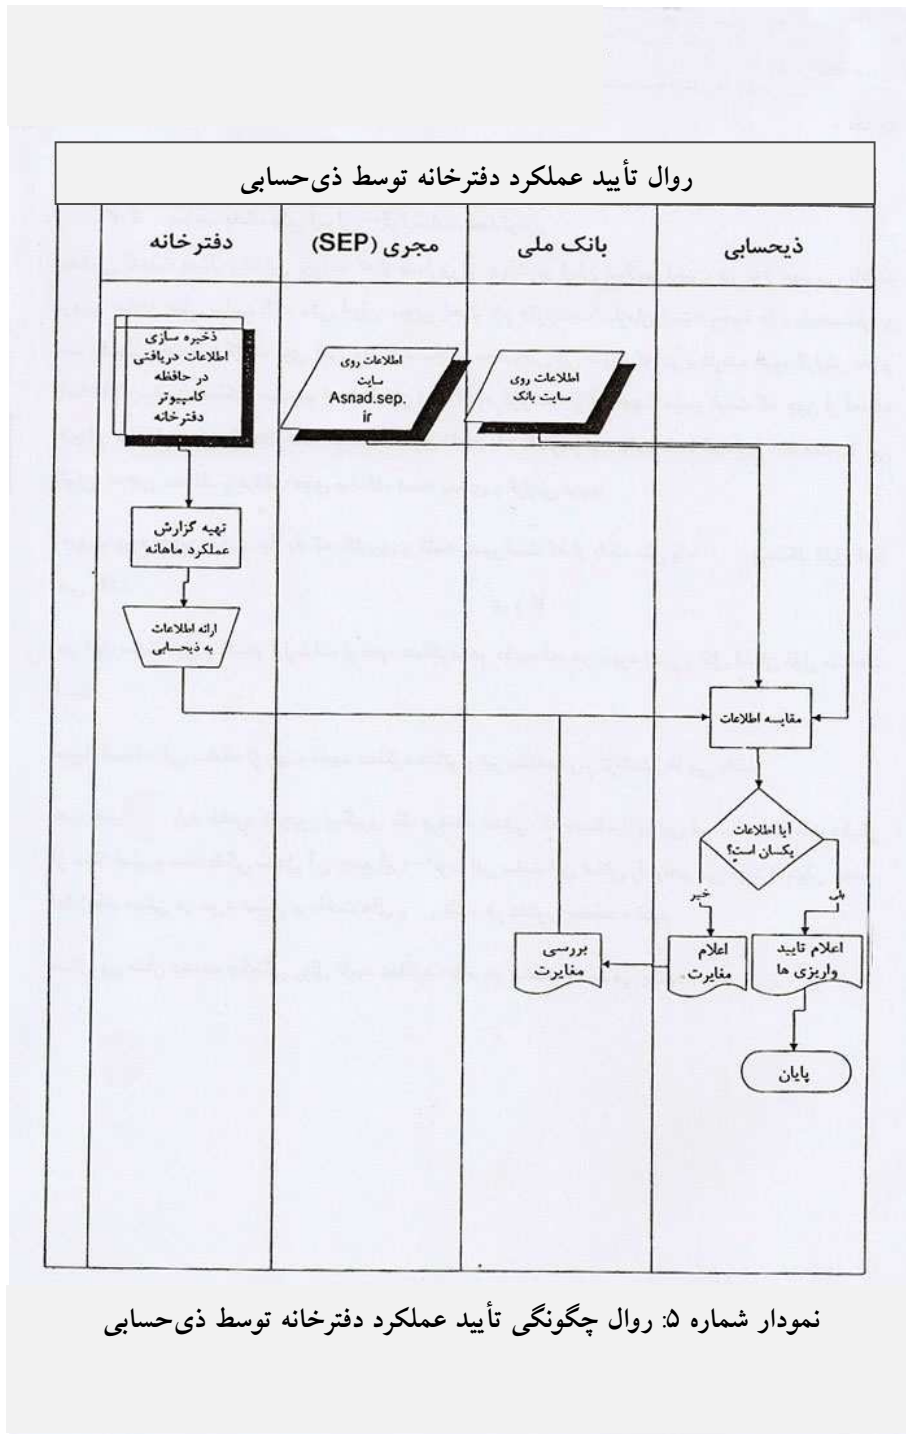 روال تأیید عملکرد دفترخانه توسط ذی‌حسابی
ذیحسابی
بانک ملی
مجری (SEP)
دفترخانه
اطلاعات روی
سایت بانک
اطلاعات روی
سایت
Asnad.sep.
ir
ذخیره سازی
اطلاعات دریافتی
در حافظه
کامپیوتر
دفترخانه
تهیه گزارش
عملکرد ماهانه
ارائه اطلاعات
به ذیحسابی
مقایسه اطلاعات
آیا اطلاعات
یکسان است؟
بلی
خیر
اعلام تایید
واریزی ها
اعلام
مغایرت
بررسی
مغایرت
پایان
نمودار شماره ۵: روال چگونگی تأیید عملکرد دفترخانه توسط ذی‌حسابی